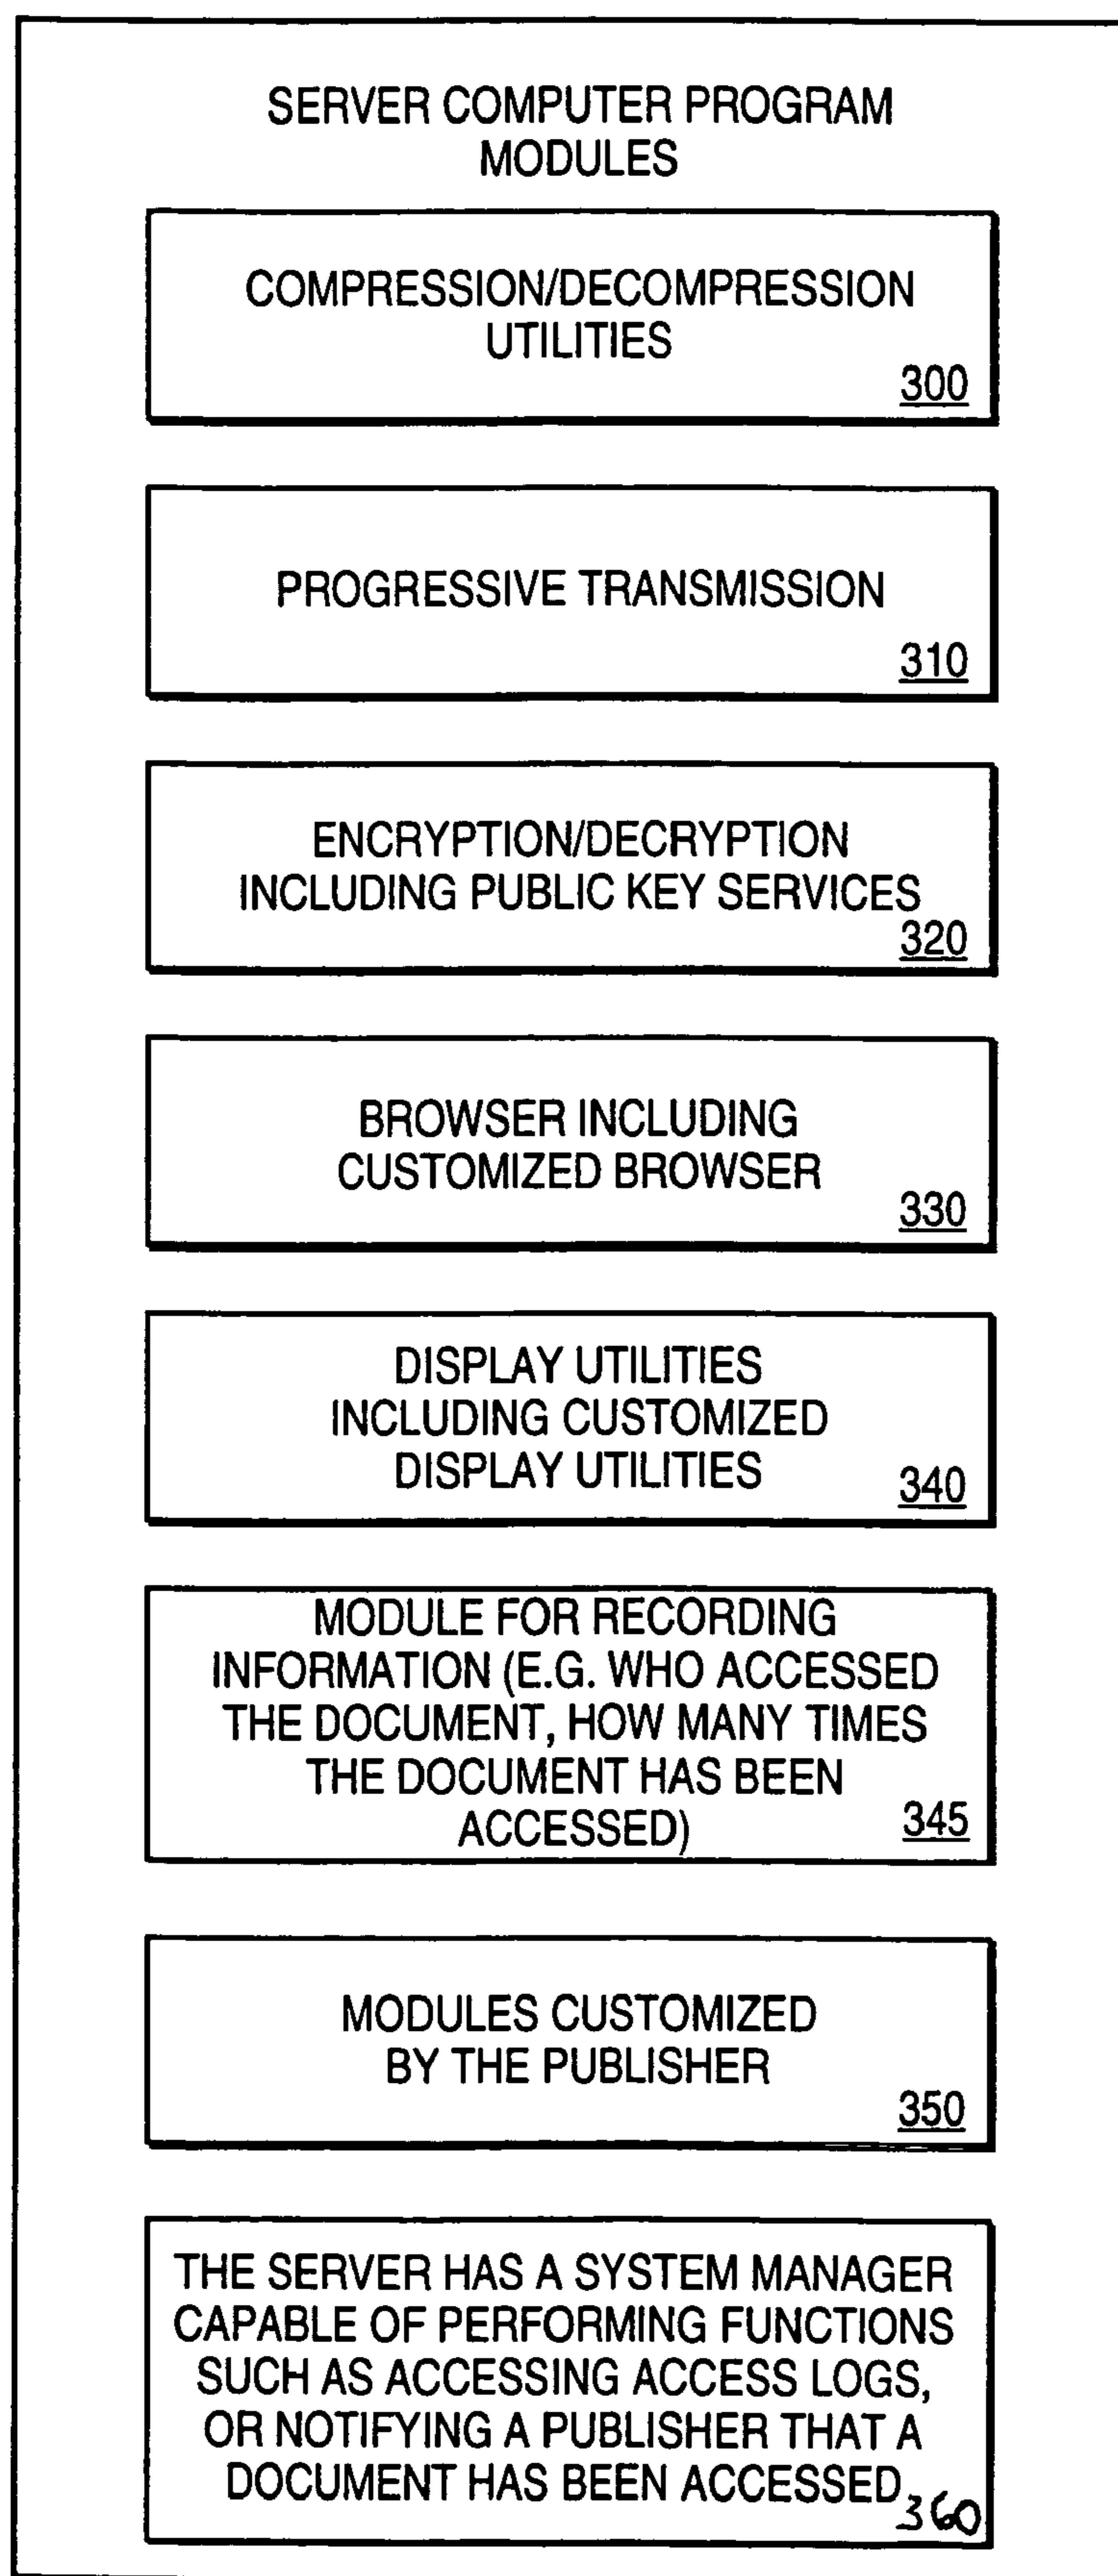 SERVER COMPUTER PROGRAM
MODULES
COMPRESSION/DECOMPRESSION
UTILITIES
300
PROGRESSIVE TRANSMISSION
310
ENCRYPTION/DECRYPTION
INCLUDING PUBLIC KEY SERVICES
320
BROWSER INCLUDING
CUSTOMIZED BROWSER
330
DISPLAY UTILITIES
INCLUDING CUSTOMIZED
DISPLAY UTILITIES
340
MODULE FOR RECORDING
INFORMATION (E.G. WHO ACCESSED
THE DOCUMENT, HOW MANY TIMES
THE DOCUMENT HAS BEEN
ACCESSED)
345
MODULES CUSTOMIZED
BY THE PUBLISHER
350
THE SERVER HAS A SYSTEM MANAGER
CAPABLE OF PERFORMING FUNCTIONS
SUCH AS ACCESSING ACCESS LOGS,
OR NOTIFYING A PUBLISHER THAT A
DOCUMENT HAS BEEN ACCESSED
360